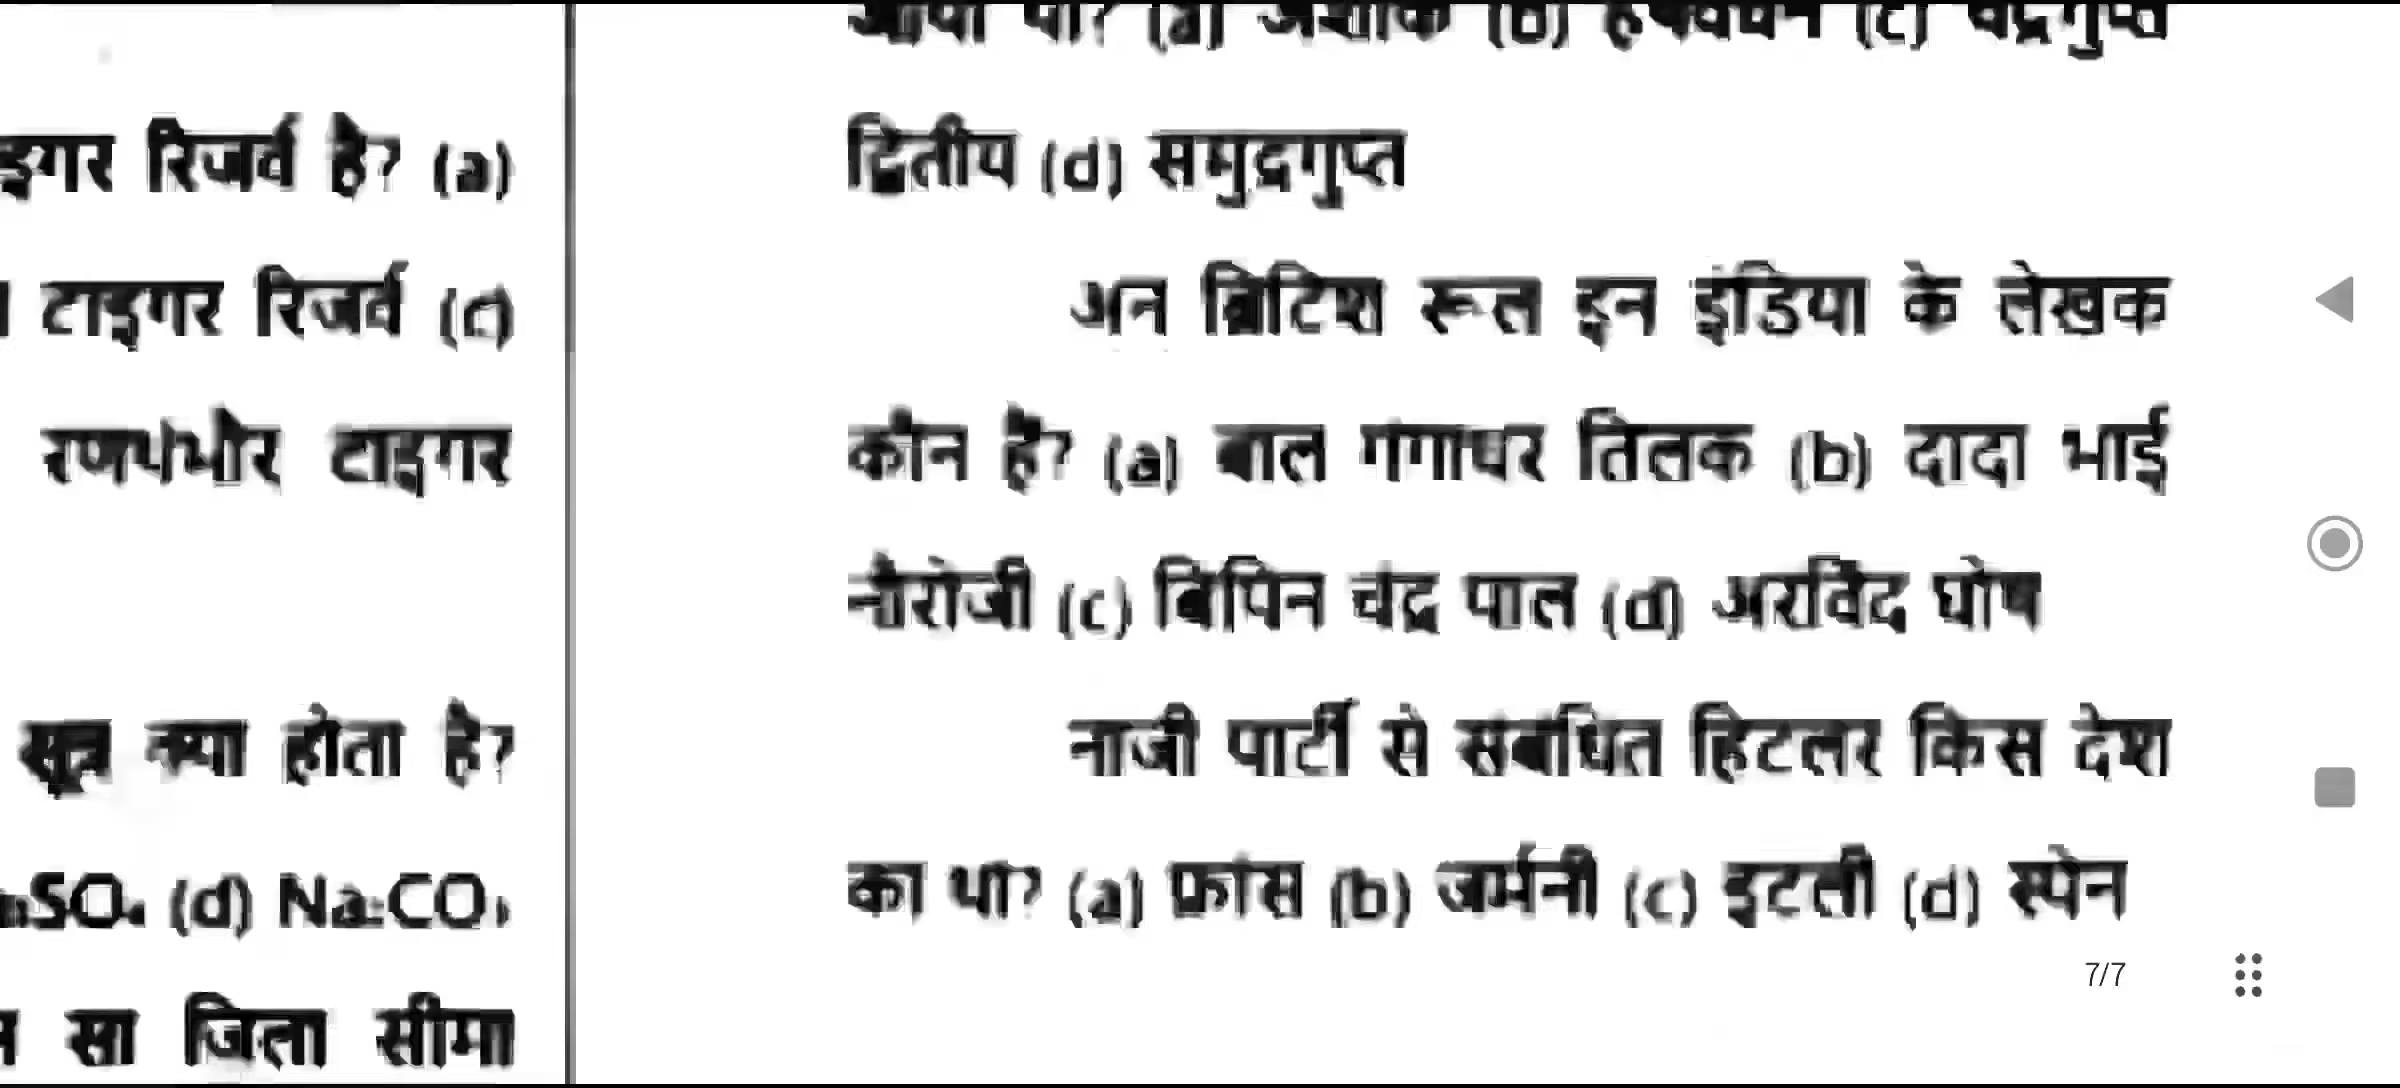 टाइगर रिजर्व है? (a)
टाइगर रिजर्व (c)
रणथंभौर टाइगर
सूत्र क्या होता है?
SO₄ (d) Na₂CO₃
सा जिला सीमा
(a) अशोक (b) हर्षवर्धन (c) चंद्रगुप्त
द्वितीय (d) समुद्रगुप्त
अन ब्रिटिश रूल इन इंडिया के लेखक
कौन है? (a) बाल गंगाधर तिलक (b) दादा भाई
नौरोजी (c) बिपिन चंद्र पाल (d) अरविंद घोष
नाजी पार्टी से संबंधित हिटलर किस देश
का था? (a) फ्रांस (b) जर्मनी (c) इटली (d) स्पेन
7/7